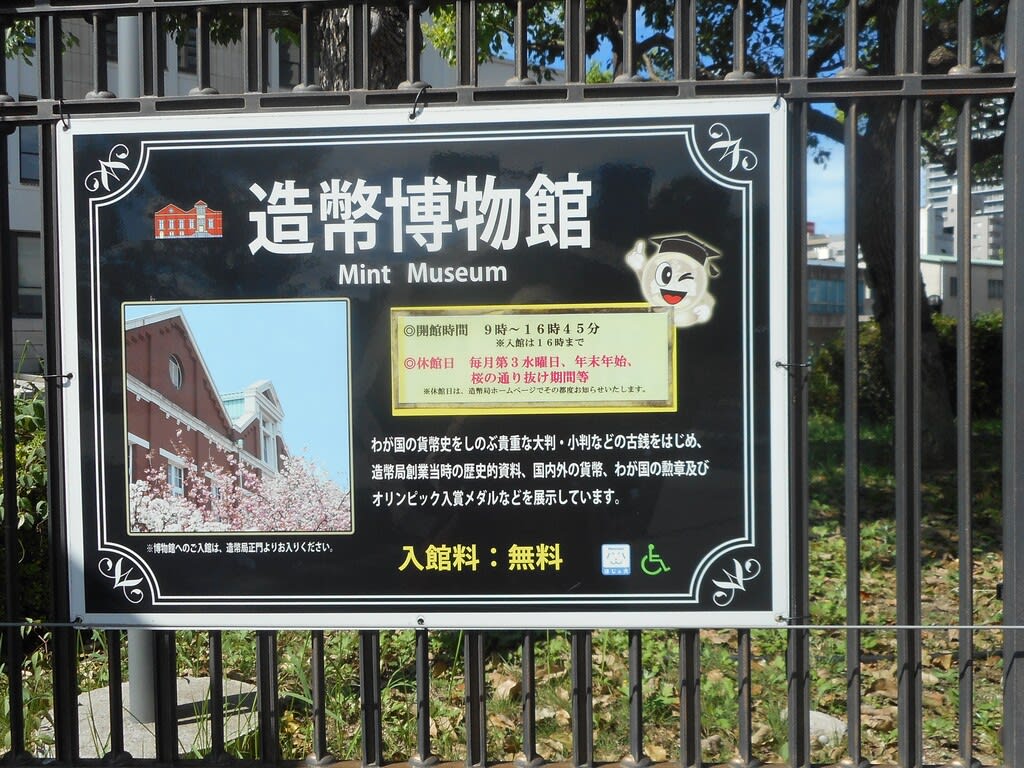 造幣博物館
Mint Museum
◎開館時間 9時～16時45分
※入館は16時まで
◎休館日 毎月第3水曜日、年末年始、
桜の通り抜け期間等
※休館日は、造幣局ホームページでその都度お知らせいたします。
わが国の貨幣史をしのぶ貴重な大判・小判などの古銭をはじめ、
造幣局創業当時の歴史的資料、国内外の貨幣、わが国の勲章及び
オリンピック入賞メダルなどを展示しています。
※博物館へのご入館は、造幣局正門よりお入りください。
入館料：無料
ほじょ犬